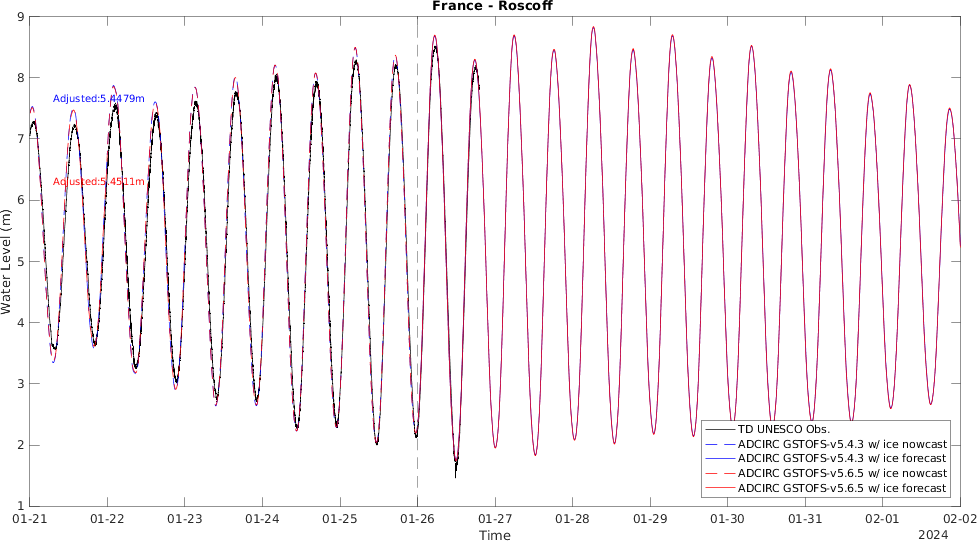 France - Roscoff
9
8
7
6
5
4
3
2
1
Water Level (m)
Adjusted:5.4479m
Adjusted:5.4511m
TD UNESCO Obs.
ADCIRC GSTOFS-v5.4.3 w/ ice nowcast
ADCIRC GSTOFS-v5.4.3 w/ ice forecast
ADCIRC GSTOFS-v5.6.5 w/ ice nowcast
ADCIRC GSTOFS-v5.6.5 w/ ice forecast
01-21 01-22 01-23 01-24 01-25 01-26 01-27 01-28 01-29 01-30 01-31 02-01 02-02
Time
2024